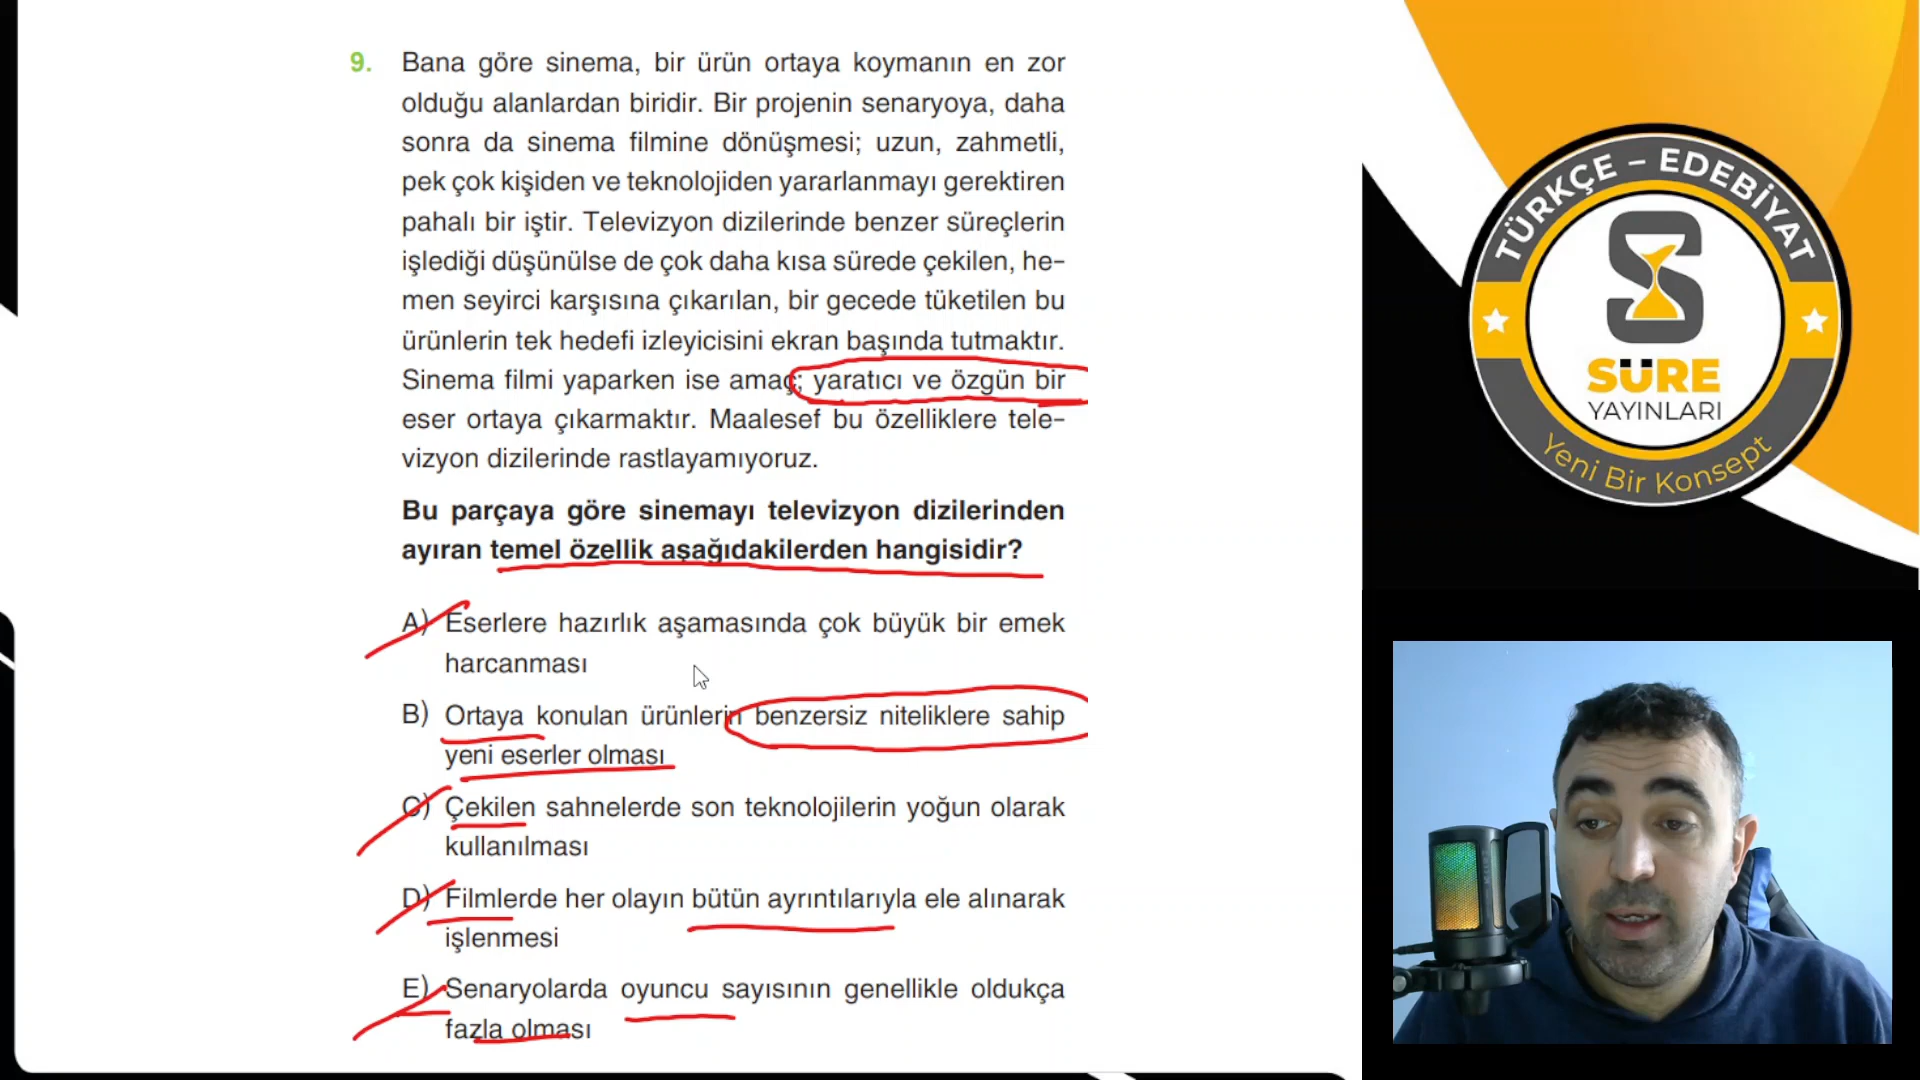 9. Bana göre sinema, bir ürün ortaya koymanın en zor
olduğu alanlardan biridir. Bir projenin senaryoya, daha
sonra da sinema filmine dönüşmesi; uzun, zahmetli,
pek çok kişiden ve teknolojiden yararlanmayı gerektiren
pahalı bir iştir. Televizyon dizilerinde benzer süreçlerin
işlediği düşünülse de çok daha kısa sürede çekilen, he-
men seyirci karşısına çıkarılan, bir gecede tüketilen bu
ürünlerin tek hedefi izleyicisini ekran başında tutmaktır.
Sinema filmi yaparken ise amaç; yaratıcı ve özgün bir
eser ortaya çıkarmaktır. Maalesef bu özelliklere tele-
vizyon dizilerinde rastlayamıyoruz.
Bu parçaya göre sinemayı televizyon dizilerinden
ayıran temel özellik aşağıdakilerden hangisidir?
A) Eserlere hazırlık aşamasında çok büyük bir emek
harcanması
B) Ortaya konulan ürünlerin benzersiz niteliklere sahip
yeni eserler olması
C) Çekilen sahnelerde son teknolojilerin yoğun olarak
kullanılması
D) Filmlerde her olayın bütün ayrıntılarıyla ele alınarak
işlenmesi
E) Senaryolarda oyuncu sayısının genellikle oldukça
fazla olması
TÜRKÇE – EDEBİYAT
SÜRE
YAYINLARI
Yeni Bir Konsept